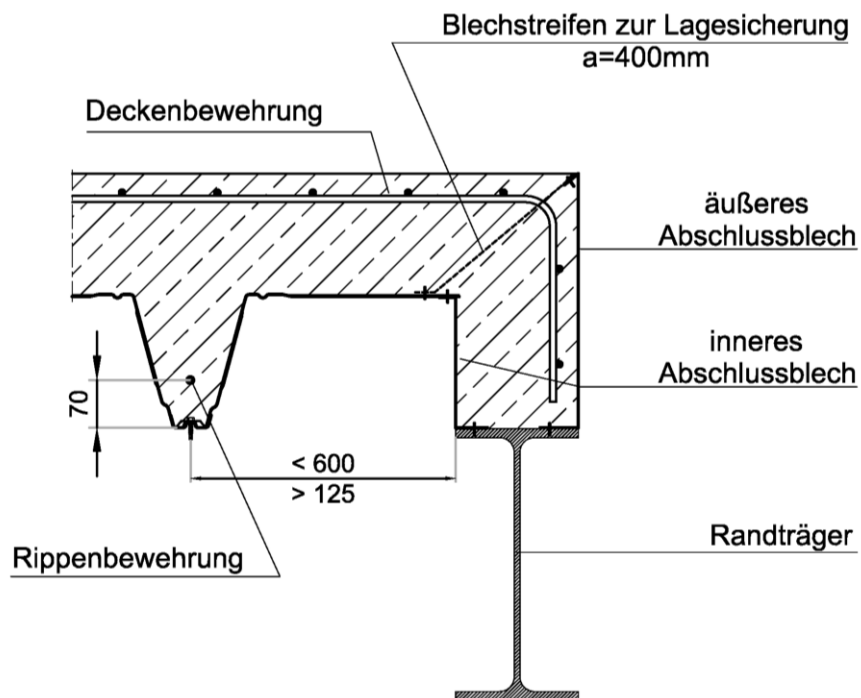 Blechstreifen zur Lagesicherung
a=400mm
Deckenbewehrung
äußeres
Abschlussblech
inneres
Abschlussblech
70
< 600
> 125
Randträger
Rippenbewehrung